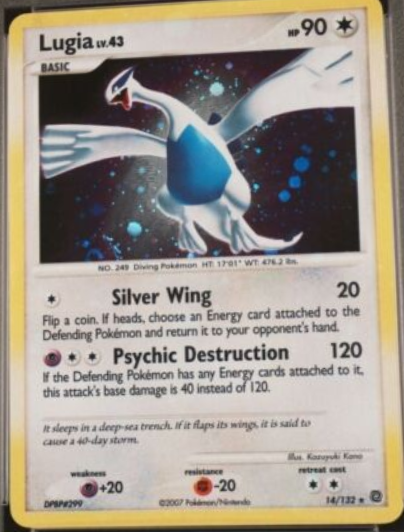 Lugia LV.43
HP 90
BASIC
NO. 249 Diving Pokémon HT: 17'01" WT: 476.2 lbs.
Silver Wing 20
Flip a coin. If heads, choose an Energy card attached to the
Defending Pokémon and return it to your opponent's hand.
Psychic Destruction 120
If the Defending Pokémon has any Energy cards attached to it,
this attack's base damage is 40 instead of 120.
It sleeps in a deep-sea trench. If it flaps its wings, it is said to
cause a 40-day storm.
Illus. Kazuyuki Kano
weakness resistance retreat cost
+20 -20
DPBP#299 ©2007 Pokémon/Nintendo 14/132